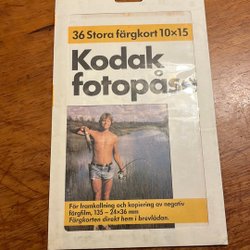 36 Stora färgkort 10×15
Kodak
fotopåse
För framkallning och kopiering av negativ
färgfilm, 135 – 24×36 mm
Färgkorten direkt hem i brevlådan.